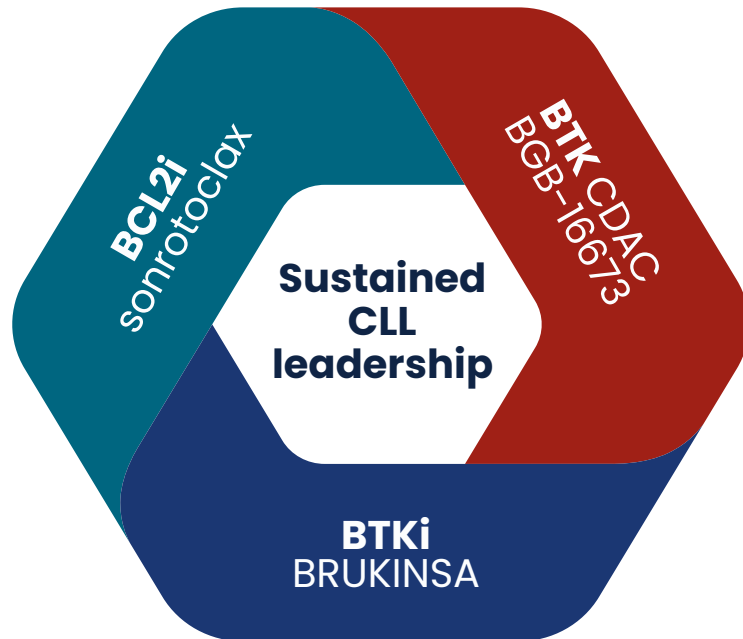 BCL2i
sonrotoclax
BTK CDAC
BGB-16673
Sustained
CLL
leadership
BTKi
BRUKINSA